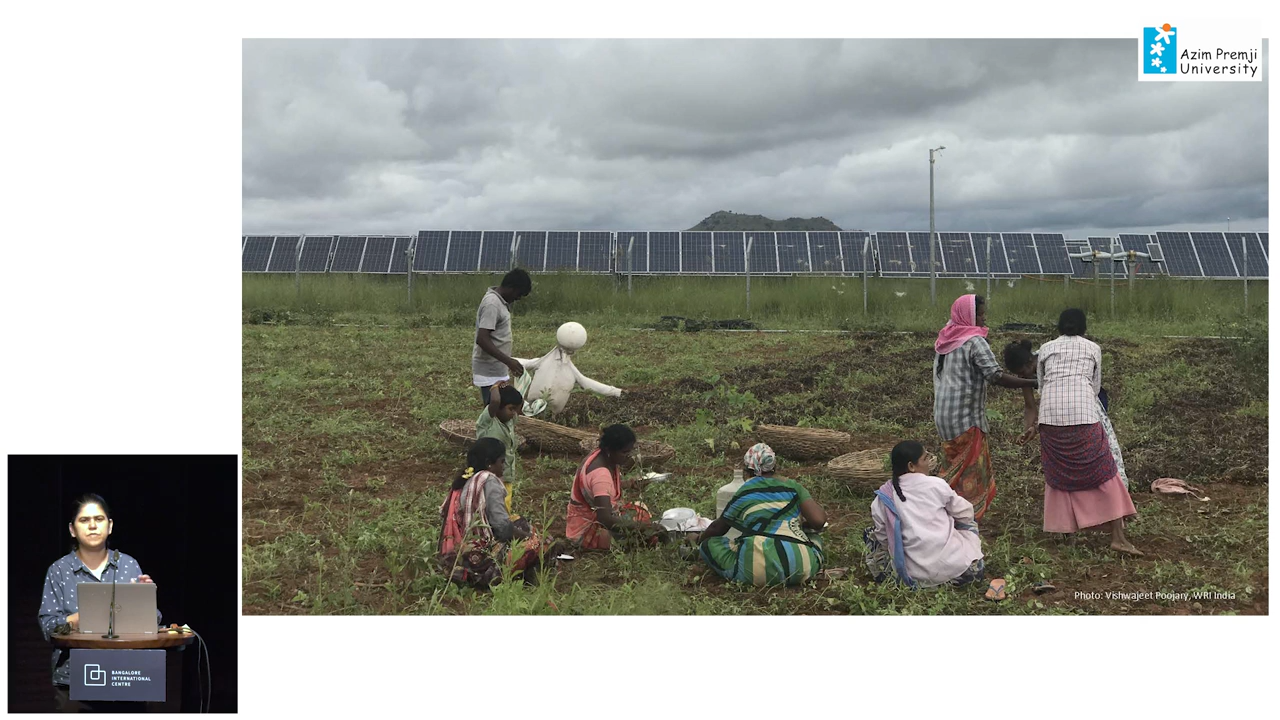 Azim Premji
University
Photo: Vishwajeet Poojary, WRI India
BANGALORE
INTERNATIONAL
CENTRE